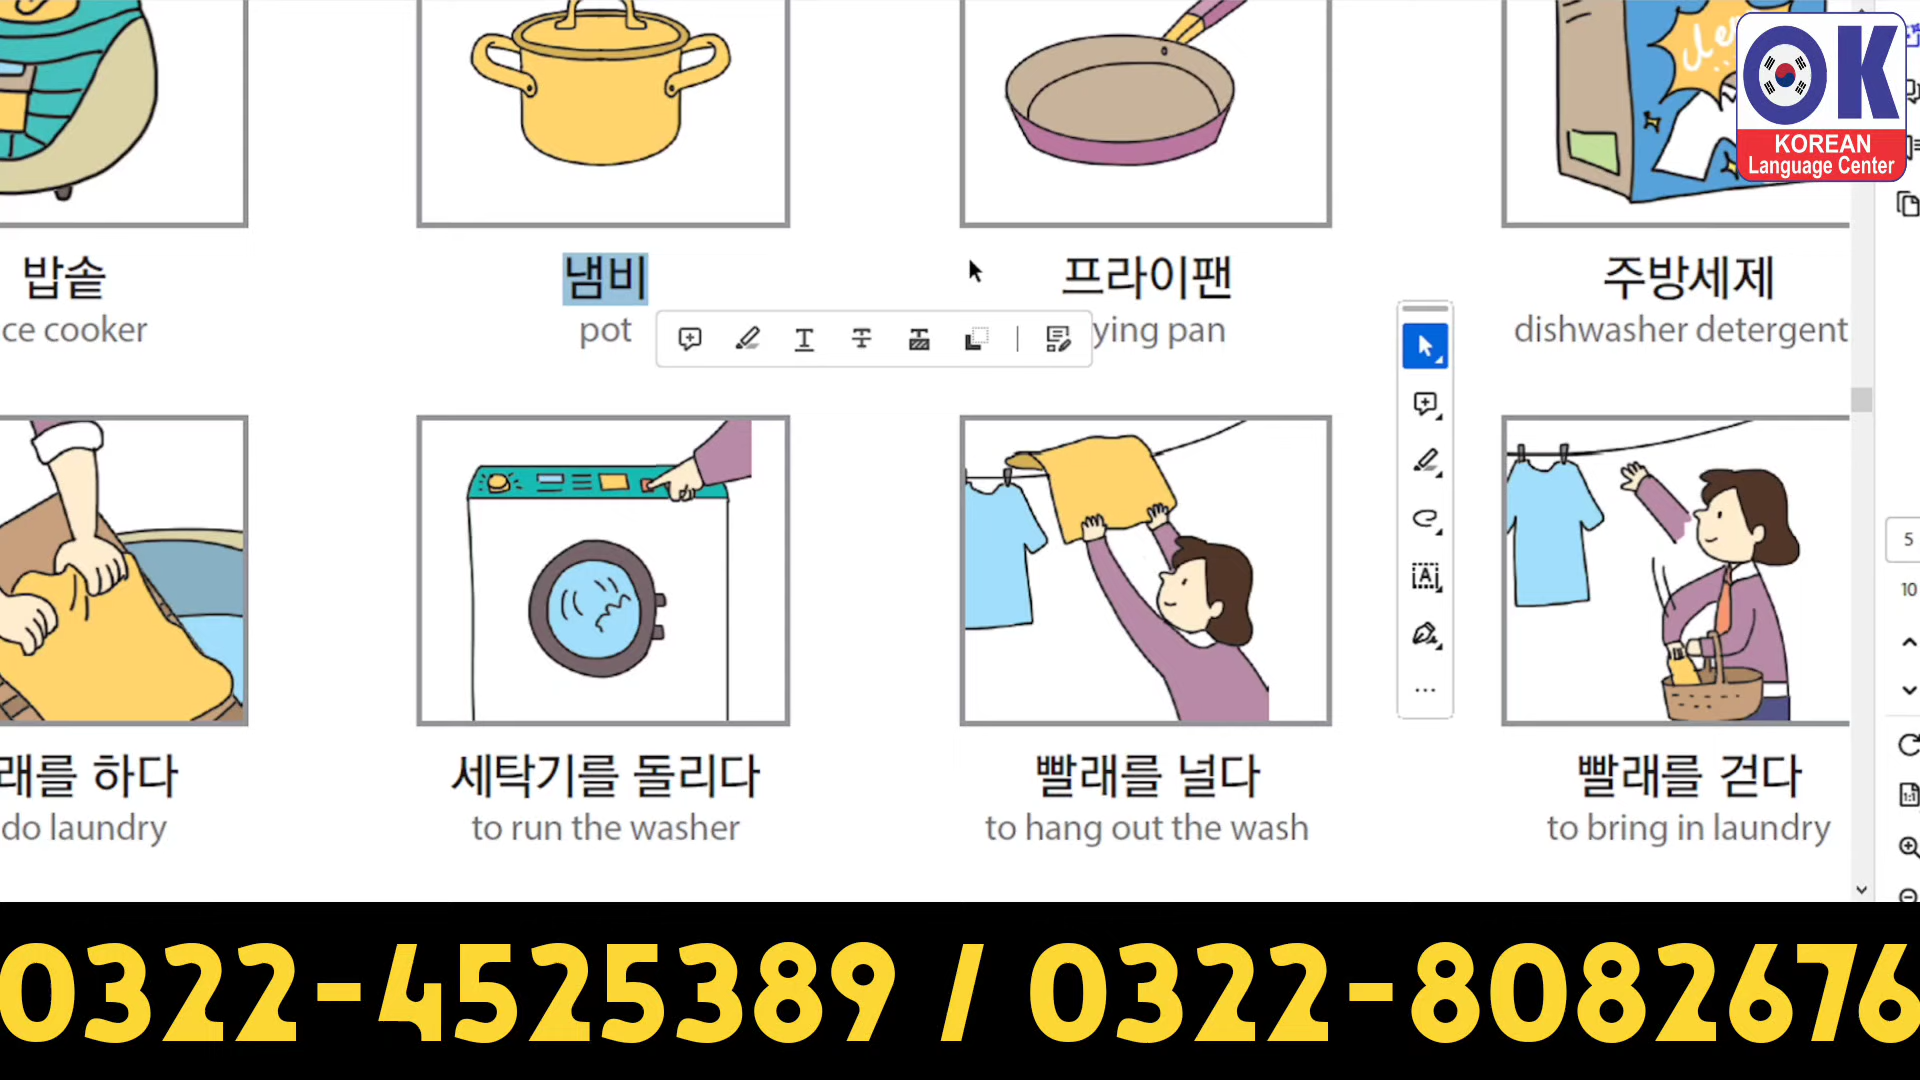 OK
KOREAN
Language Center
밥솥
냄비
프라이팬
주방세제
ce cooker
pot
ying pan
dishwasher detergent
5
10
래를 하다
세탁기를 돌리다
빨래를 널다
빨래를 걷다
do laundry
to run the washer
to hang out the wash
to bring in laundry
0322-4525389 / 0322-8082676